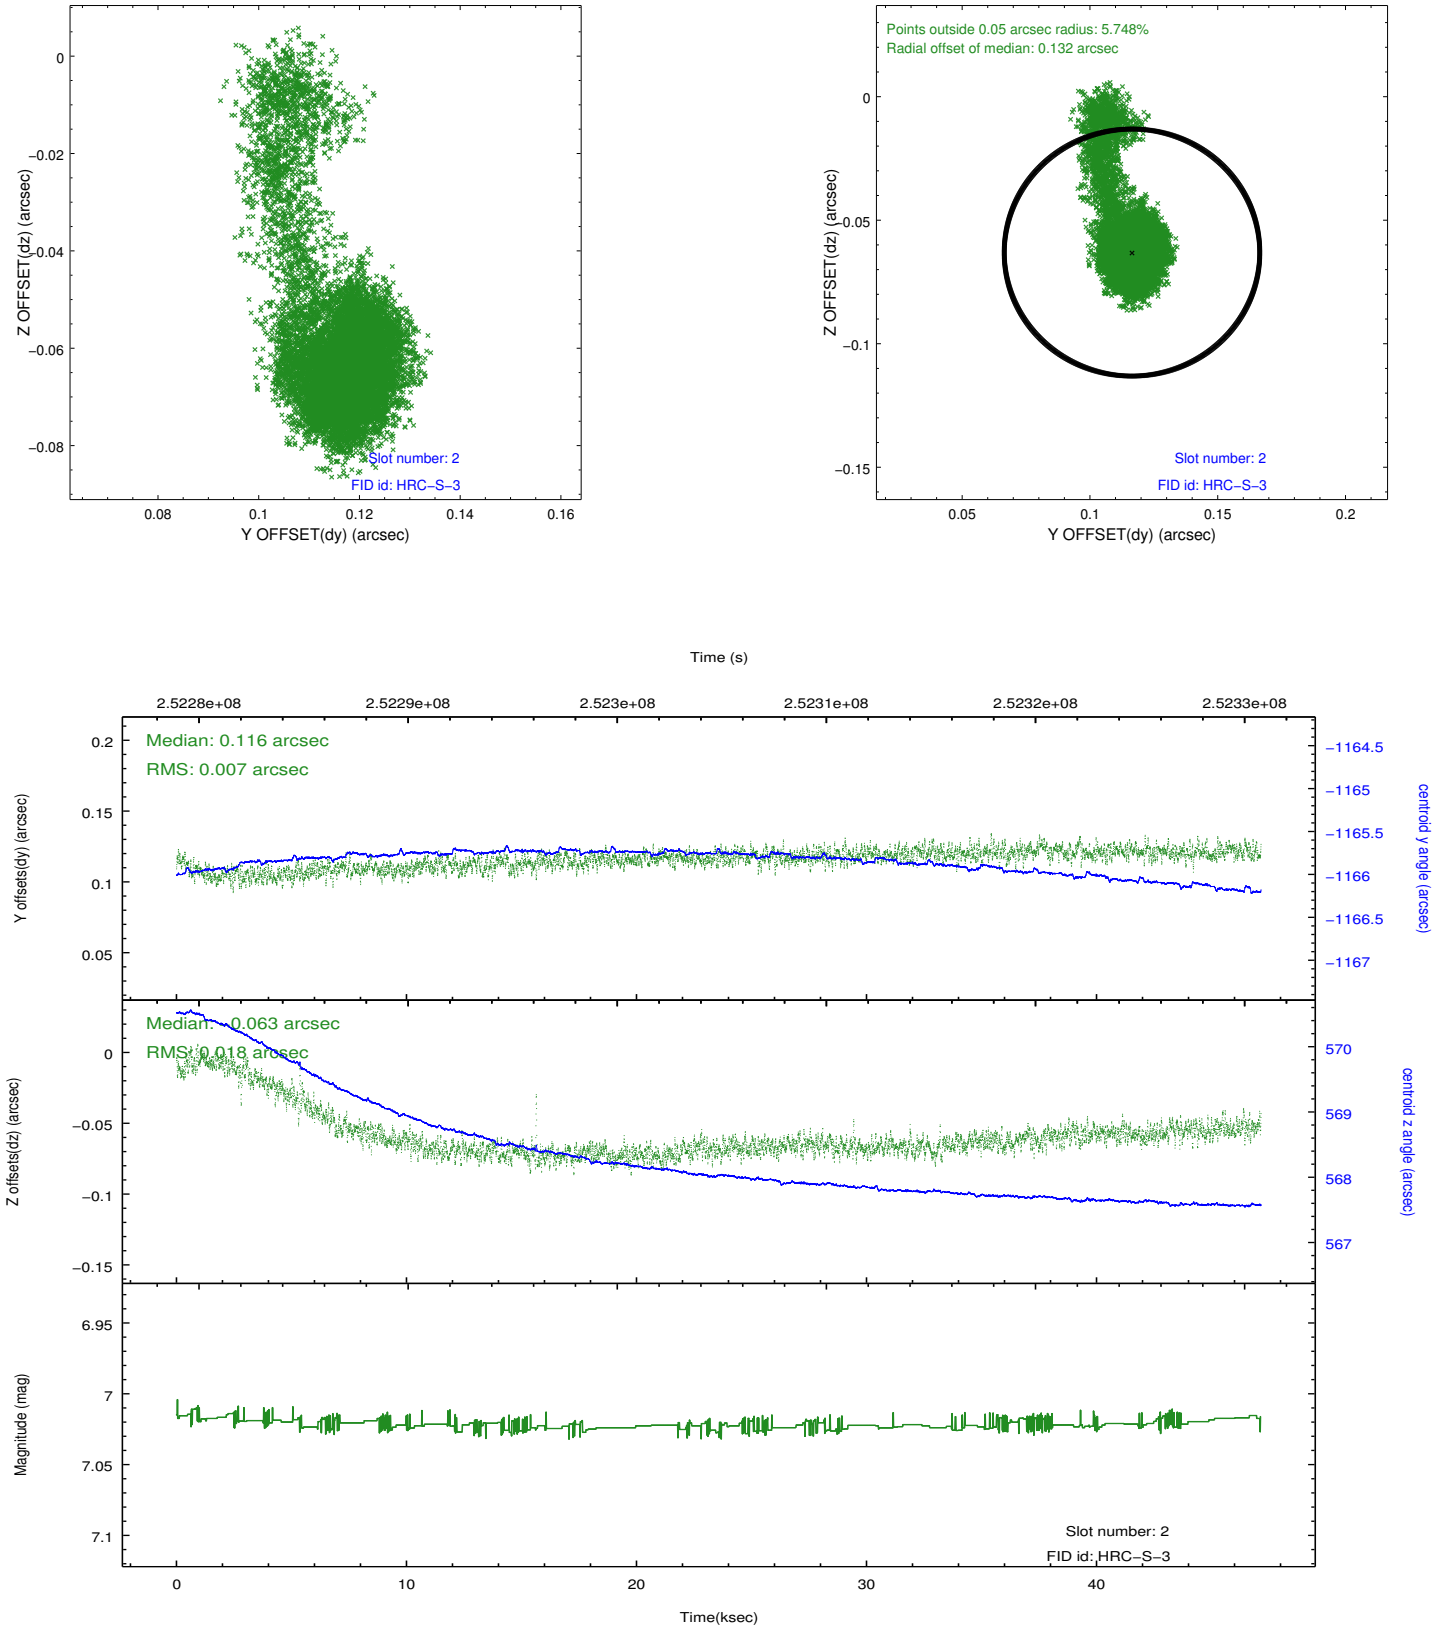 0
−0.02
−0.04
−0.06
−0.08
Z OFFSET(dz) (arcsec)
Slot number: 2
FID id: HRC−S−3
0.08
0.1
0.12
0.14
0.16
Y OFFSET(dy) (arcsec)
Points outside 0.05 arcsec radius: 5.748%
Radial offset of median: 0.132 arcsec
0
−0.05
−0.1
−0.15
Z OFFSET(dz) (arcsec)
Slot number: 2
FID id: HRC−S−3
0.05
0.1
0.15
0.2
Y OFFSET(dy) (arcsec)
Time (s)
2.5228e+08
2.5229e+08
2.523e+08
2.5231e+08
2.5232e+08
2.5233e+08
Median: 0.116 arcsec
RMS: 0.007 arcsec
0.2
0.15
0.1
0.05
Y offsets(dy) (arcsec)
−1164.5
−1165
−1165.5
−1166
−1166.5
−1167
centroid y angle (arcsec)
Median: −0.063 arcsec
RMS: 0.018 arcsec
0
−0.05
−0.1
−0.15
Z offsets(dz) (arcsec)
570
569
568
567
centroid z angle (arcsec)
6.95
7
7.05
7.1
Magnitude (mag)
Slot number: 2
FID id: HRC−S−3
0
10
20
30
40
Time(ksec)